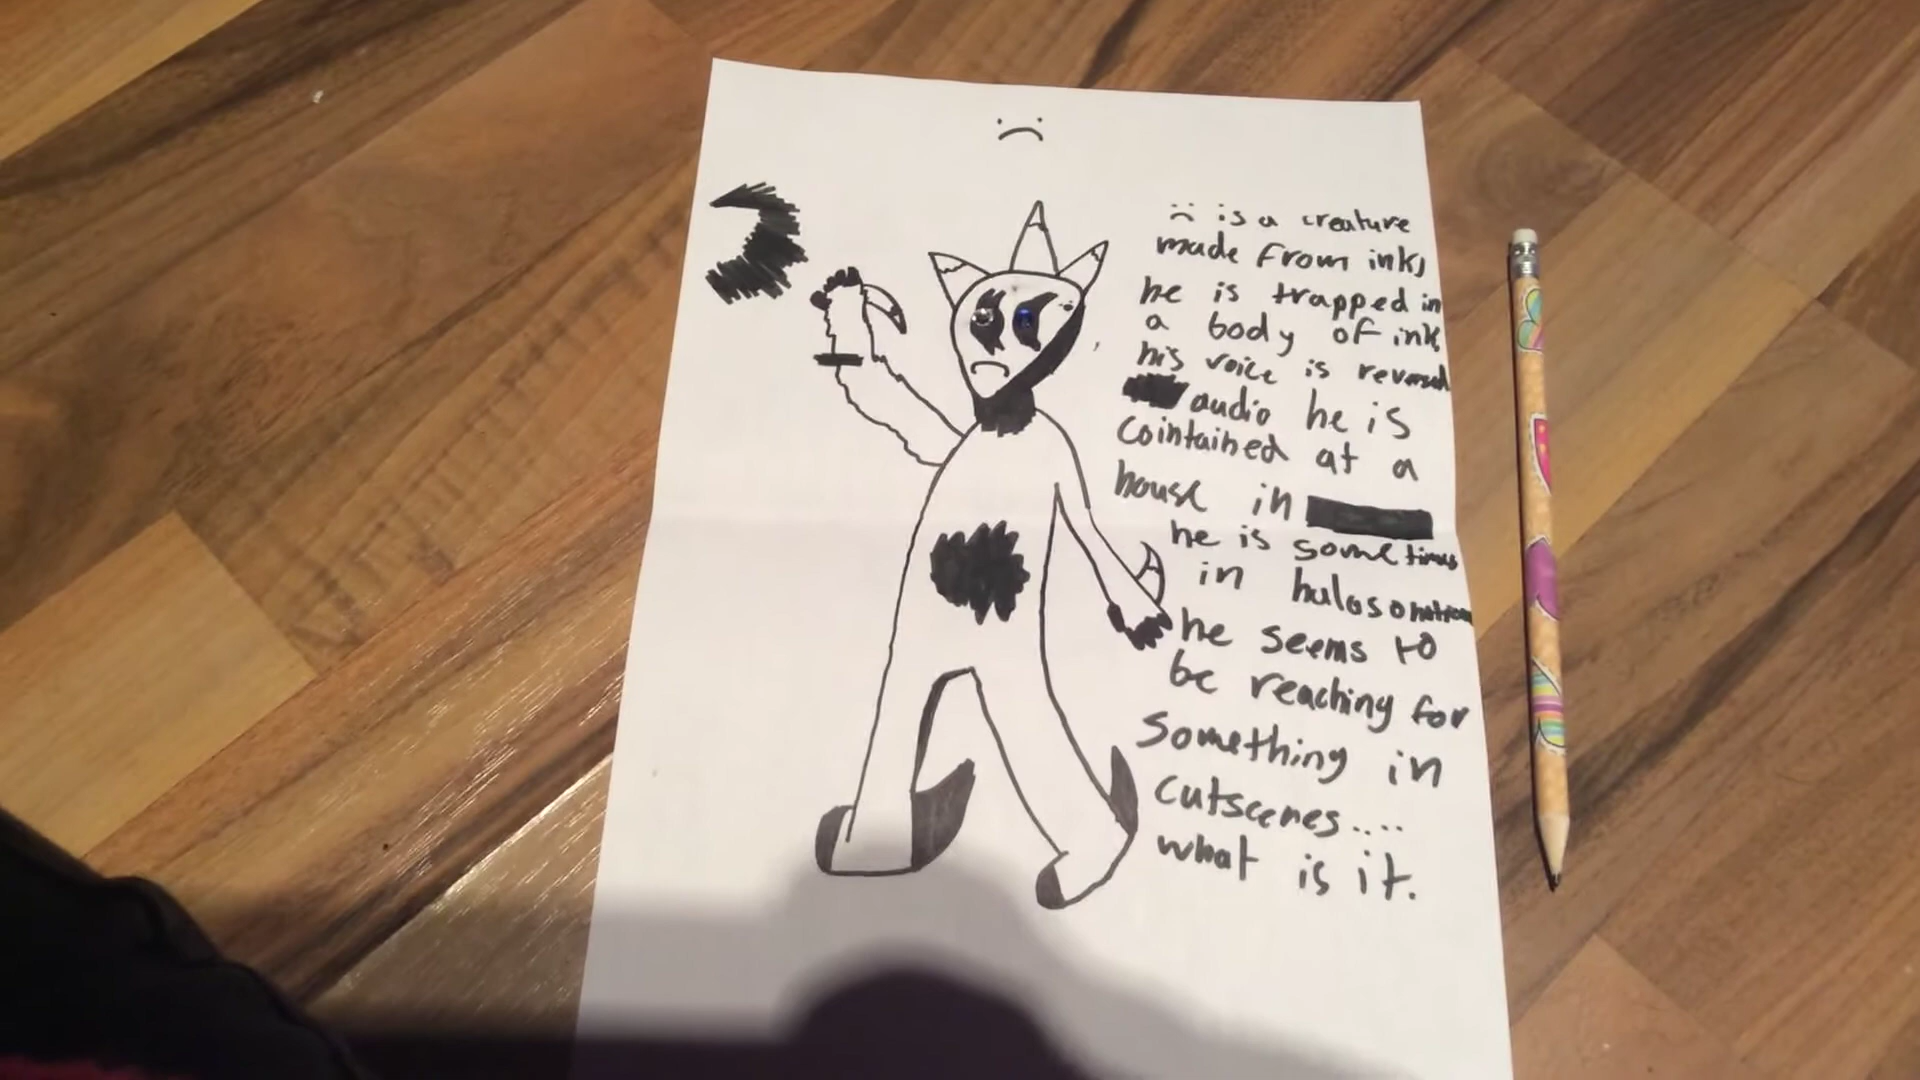 :( is a creature
made from inks
he is trapped in
a body of ink
his voice is reversed
audio he is
cointained at a
house in
he is sometimes
in
he seems to
be reaching for
something in
cutscenes....
what is it.